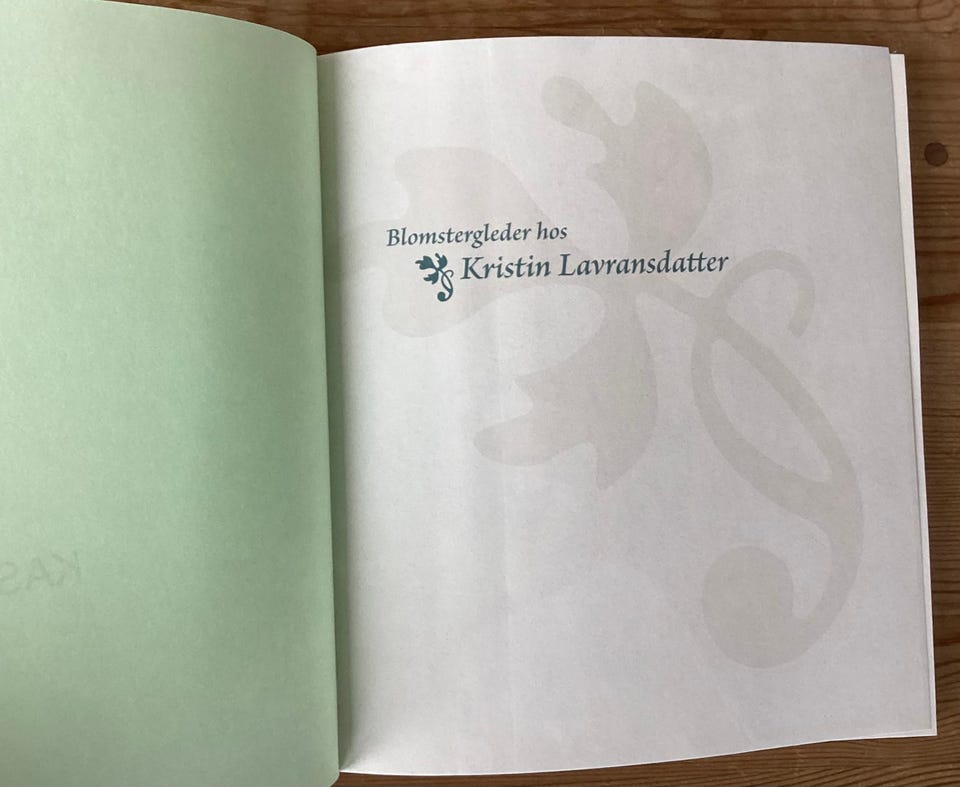 Blomstergleder hos
Kristin Lavransdatter